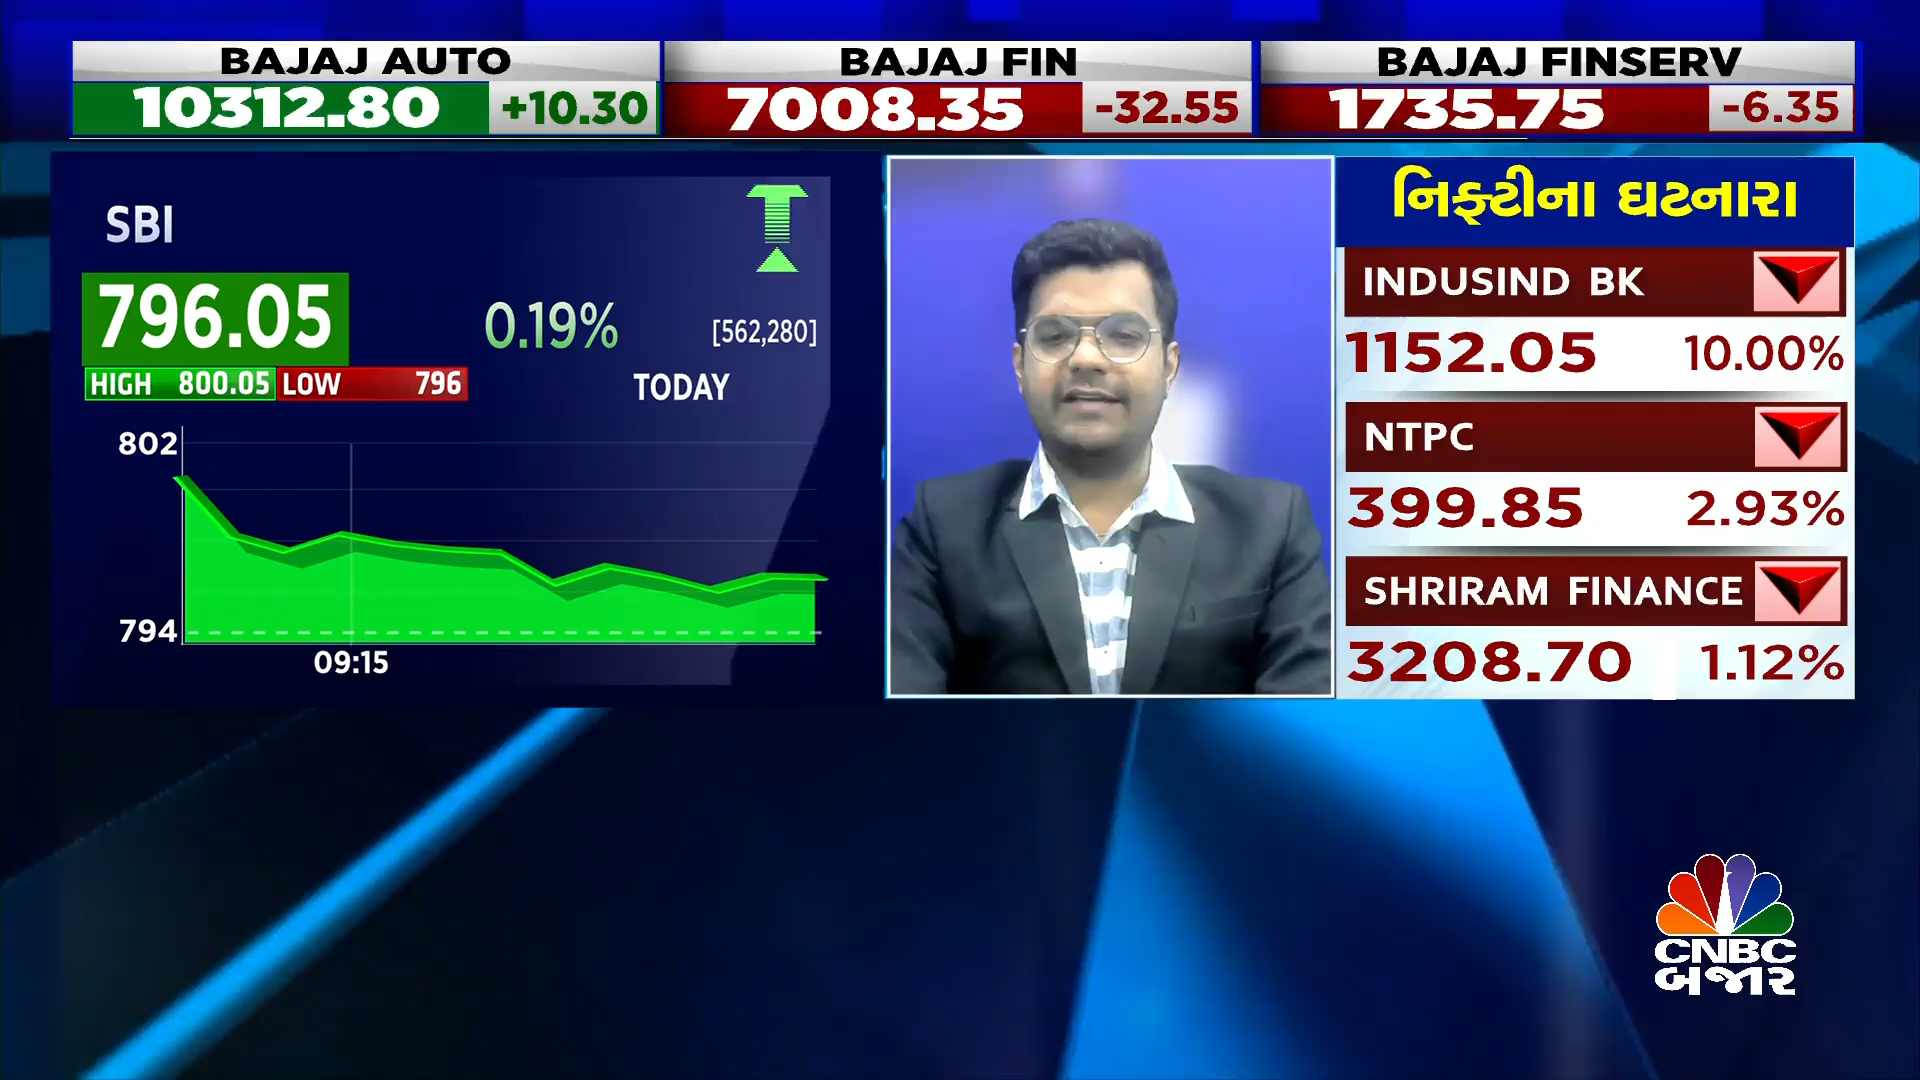 BAJAJ AUTO
10312.80 +10.30
BAJAJ FIN
7008.35 -32.55
BAJAJ FINSERV
1735.75 -6.35
SBI
796.05 0.19% [562,280]
HIGH 800.05 LOW 796 TODAY
802
794
09:15
નિફ્ટીના ઘટનારા
INDUSIND BK
1152.05 10.00%
NTPC
399.85 2.93%
SHRIRAM FINANCE
3208.70 1.12%
CNBC
બજાર